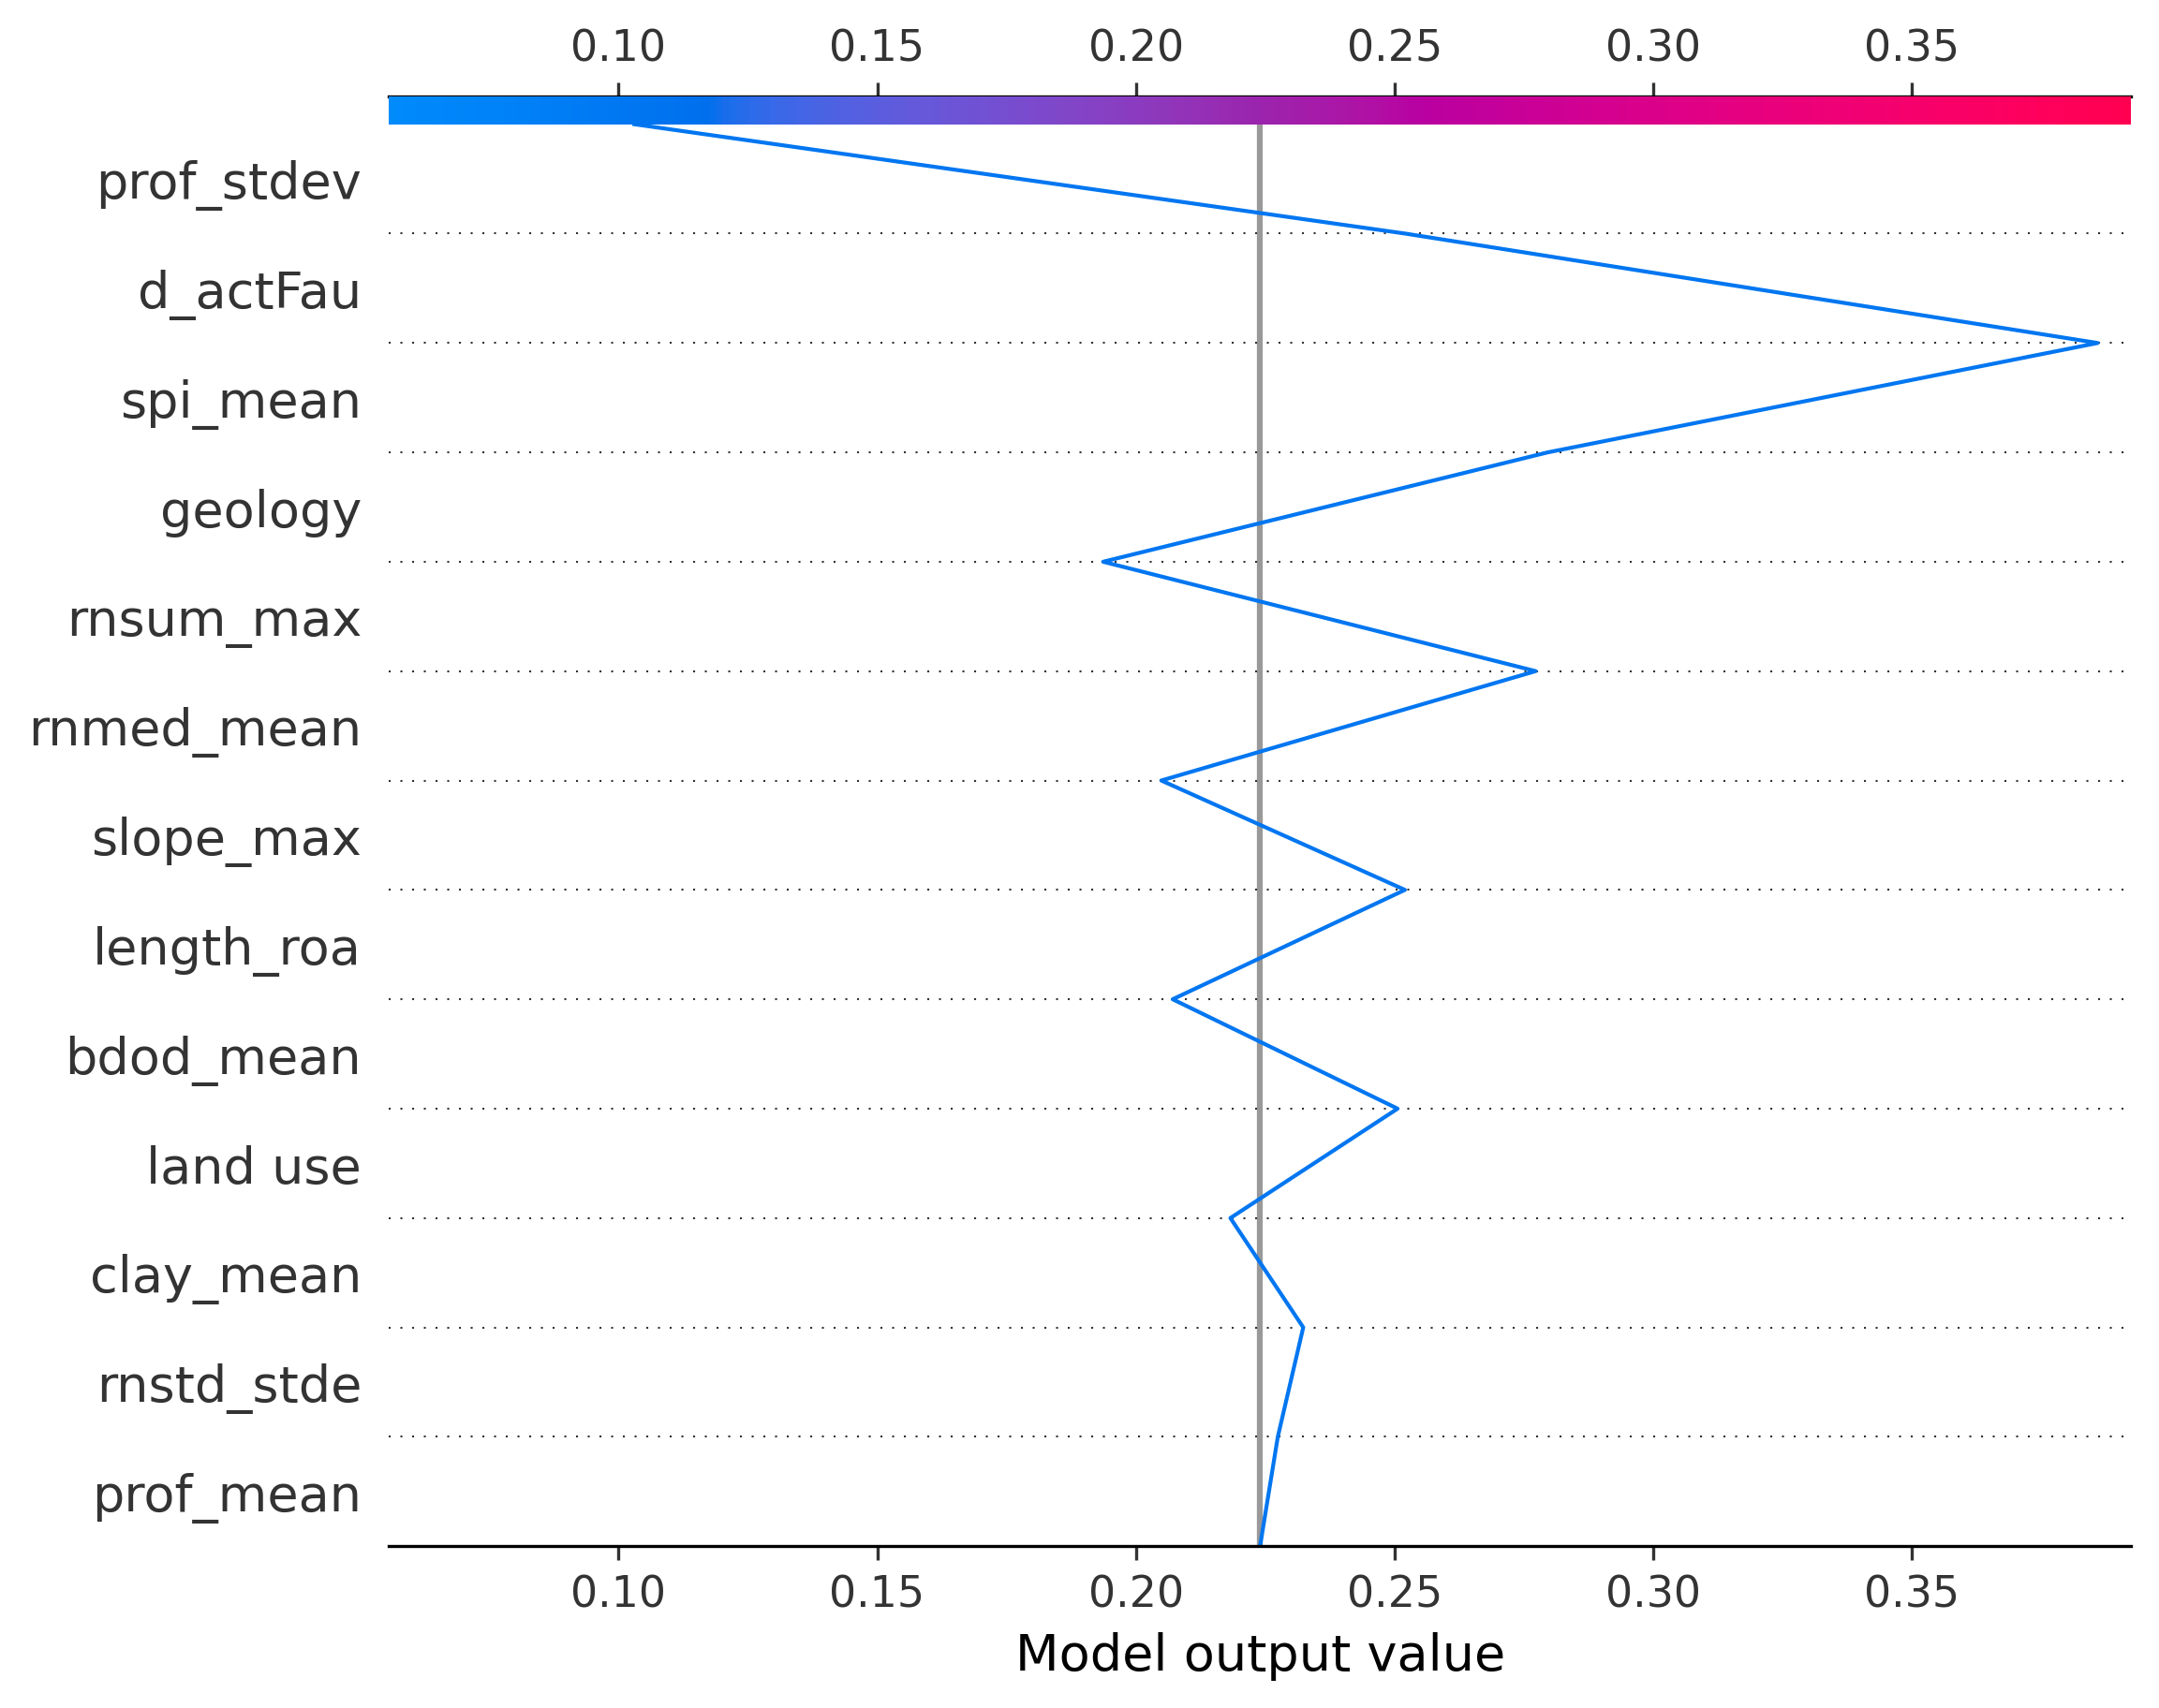 0.10 0.15 0.20 0.25 0.30 0.35
prof_stdev
d_actFau
spi_mean
geology
rnsum_max
rnmed_mean
slope_max
length_roa
bdod_mean
land use
clay_mean
rnstd_stde
prof_mean
0.10 0.15 0.20 0.25 0.30 0.35
Model output value